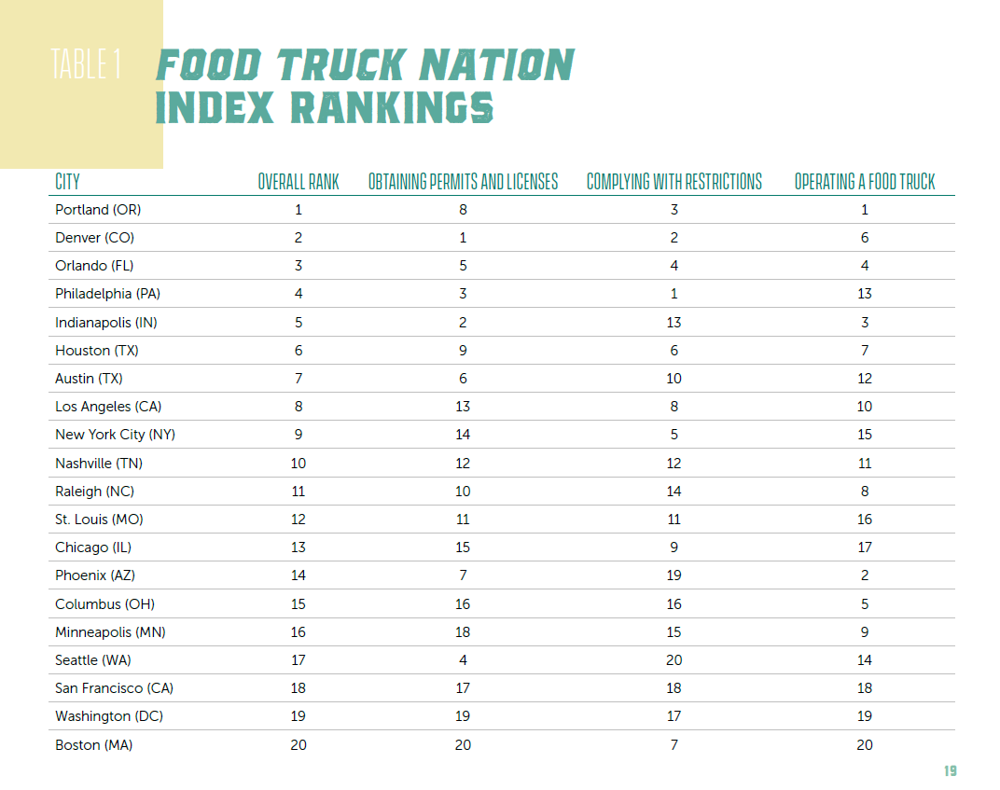 TABLE 1
FOOD TRUCK NATION
INDEX RANKINGS
CITY OVERALL RANK OBTAINING PERMITS AND LICENSES COMPLYING WITH RESTRICTIONS OPERATING A FOOD TRUCK
Portland (OR) 1 8 3 1
Denver (CO) 2 1 2 6
Orlando (FL) 3 5 4 4
Philadelphia (PA) 4 3 1 13
Indianapolis (IN) 5 2 13 3
Houston (TX) 6 9 6 7
Austin (TX) 7 6 10 12
Los Angeles (CA) 8 13 8 10
New York City (NY) 9 14 5 15
Nashville (TN) 10 12 12 11
Raleigh (NC) 11 10 14 8
St. Louis (MO) 12 11 11 16
Chicago (IL) 13 15 9 17
Phoenix (AZ) 14 7 19 2
Columbus (OH) 15 16 16 5
Minneapolis (MN) 16 18 15 9
Seattle (WA) 17 4 20 14
San Francisco (CA) 18 17 18 18
Washington (DC) 19 19 17 19
Boston (MA) 20 20 7 20
19